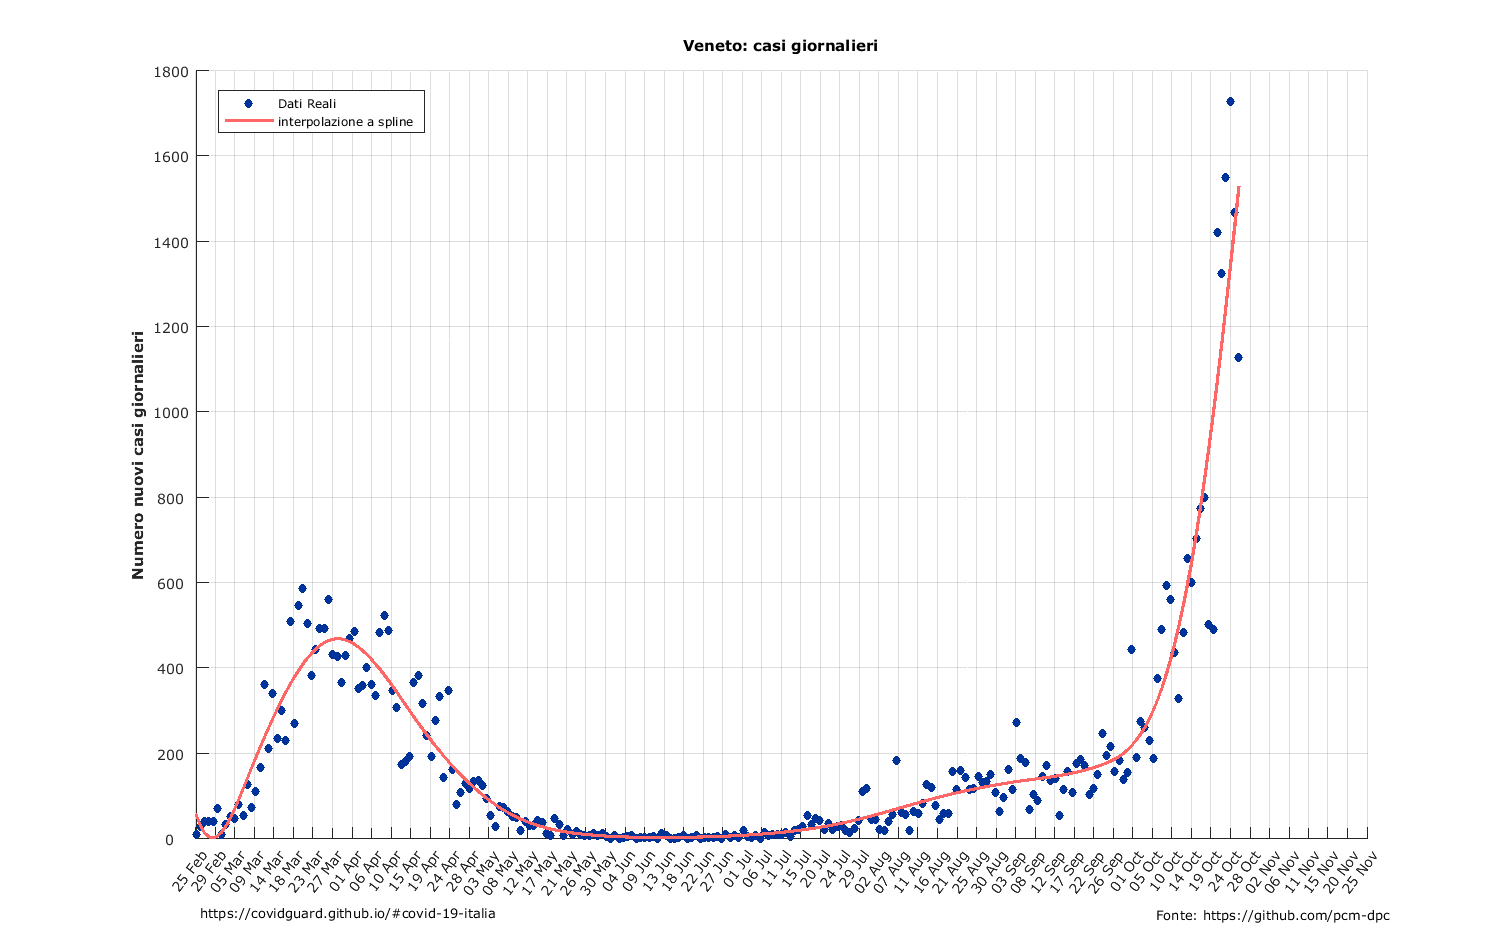 Veneto: casi giornalieri
1800
1600
1400
1200
1000
800
600
400
200
0
Dati Reali
interpolazione a spline
Numero nuovi casi giornalieri
25 Feb
29 Feb
05 Mar
09 Mar
14 Mar
18 Mar
23 Mar
27 Mar
01 Apr
06 Apr
10 Apr
15 Apr
19 Apr
24 Apr
28 Apr
03 May
08 May
12 May
17 May
21 May
26 May
30 May
04 Jun
09 Jun
13 Jun
18 Jun
22 Jun
27 Jun
01 Jul
06 Jul
11 Jul
15 Jul
20 Jul
24 Jul
29 Jul
02 Aug
07 Aug
11 Aug
16 Aug
21 Aug
25 Aug
30 Aug
03 Sep
08 Sep
12 Sep
17 Sep
22 Sep
26 Sep
01 Oct
05 Oct
10 Oct
14 Oct
19 Oct
24 Oct
28 Oct
02 Nov
06 Nov
11 Nov
15 Nov
20 Nov
25 Nov
https://covidguard.github.io/#covid-19-italia
Fonte: https://github.com/pcm-dpc